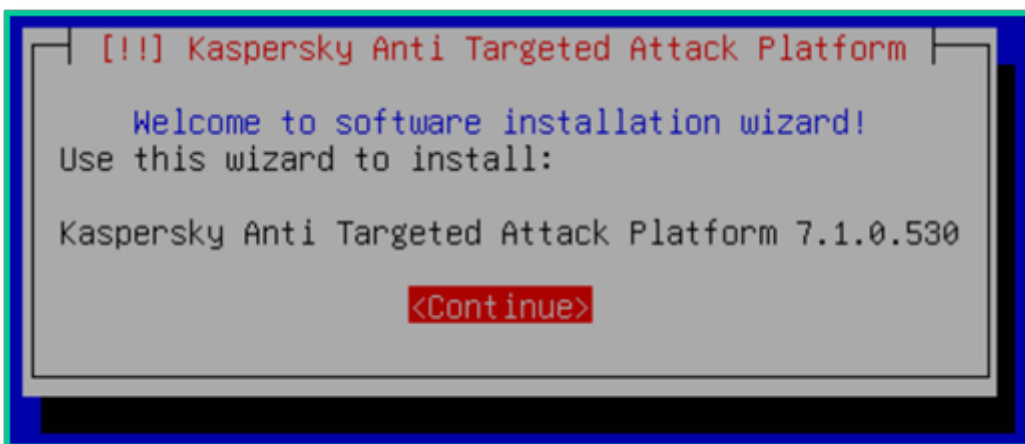 [!!] Kaspersky Anti Targeted Attack Platform
Welcome to software installation wizard!
Use this wizard to install:
Kaspersky Anti Targeted Attack Platform 7.1.0.530
<Continue>